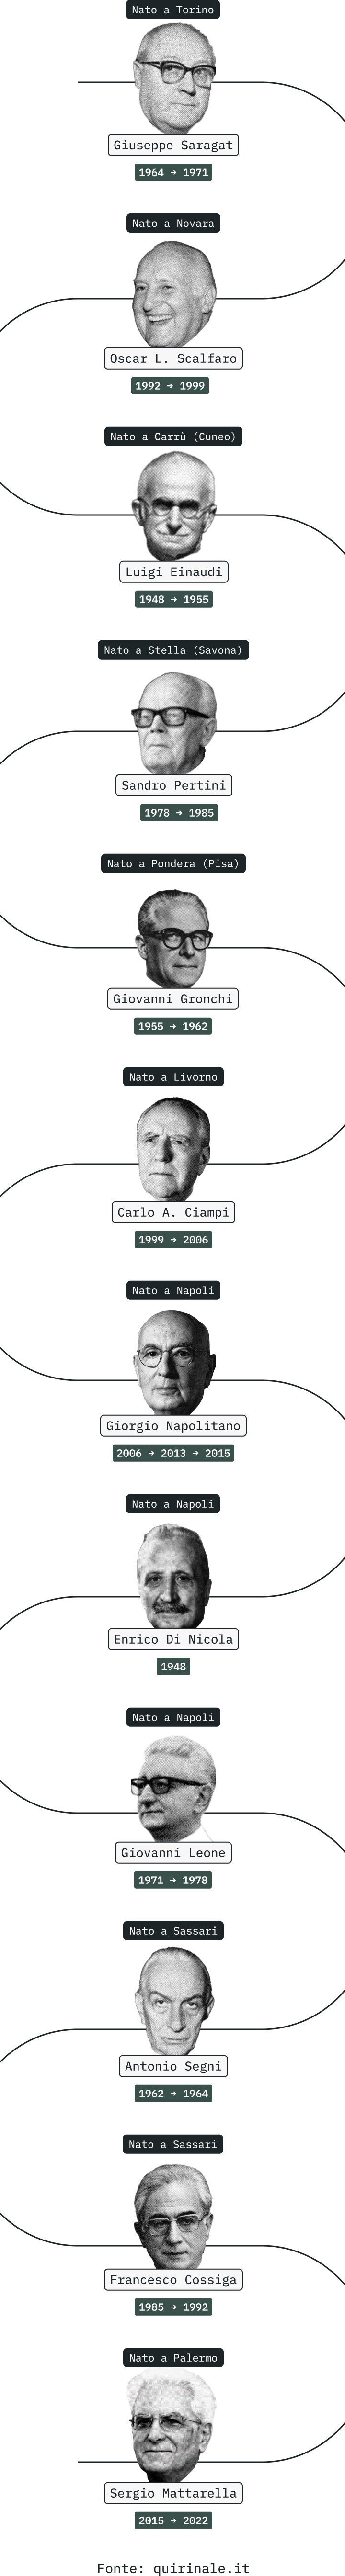 Nato a Torino
Giuseppe Saragat
1964 → 1971
Nato a Novara
Oscar L. Scalfaro
1992 → 1999
Nato a Carrù (Cuneo)
Luigi Einaudi
1948 → 1955
Nato a Stella (Savona)
Sandro Pertini
1978 → 1985
Nato a Pondera (Pisa)
Giovanni Gronchi
1955 → 1962
Nato a Livorno
Carlo A. Ciampi
1999 → 2006
Nato a Napoli
Giorgio Napolitano
2006 → 2013 → 2015
Nato a Napoli
Enrico Di Nicola
1948
Nato a Napoli
Giovanni Leone
1971 → 1978
Nato a Sassari
Antonio Segni
1962 → 1964
Nato a Sassari
Francesco Cossiga
1985 → 1992
Nato a Palermo
Sergio Mattarella
2015 → 2022
Fonte: quirinale.it